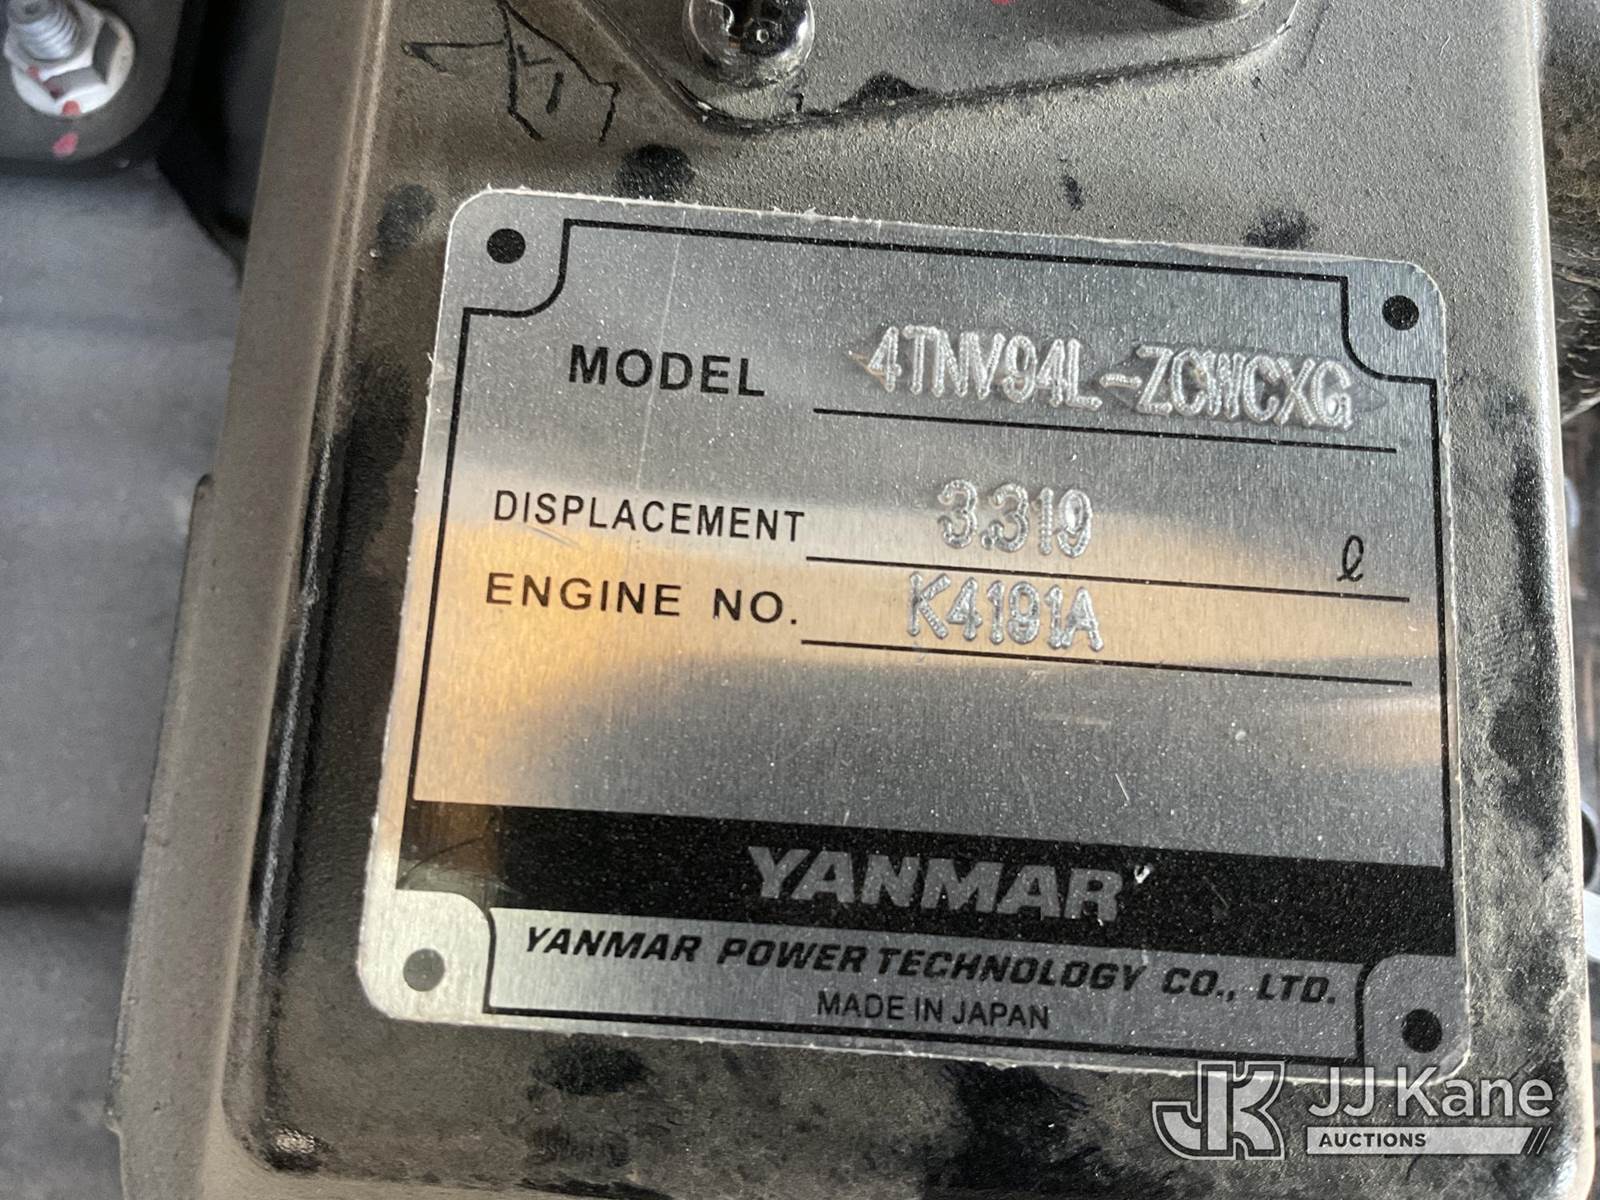 MODEL 4TNV94L-ZCWCXG
DISPLACEMENT 3.319 ℓ
ENGINE NO. K4191A
YANMAR
YANMAR POWER TECHNOLOGY CO., LTD.
MADE IN JAPAN
JK JJ Kane
AUCTIONS